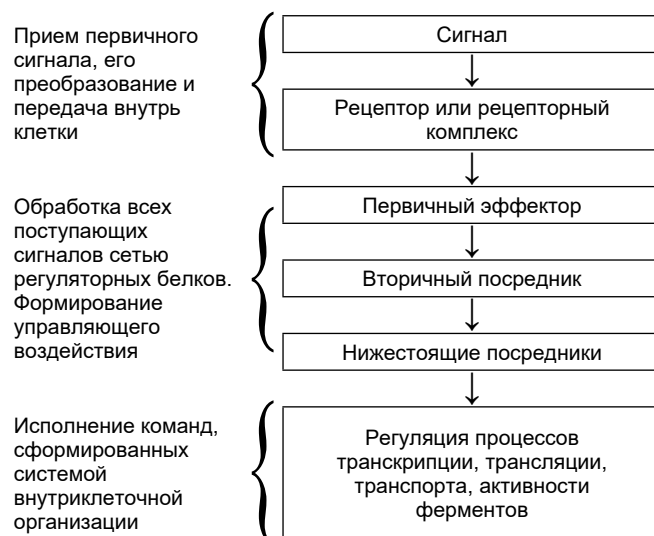 Прием первичного
сигнала, его
преобразование и
передача внутрь
клетки
Сигнал
Рецептор или рецепторный
комплекс
Обработка всех
поступающих
сигналов сетью
регуляторных белков.
Формирование
управляющего
воздействия
Первичный эффектор
Вторичный посредник
Нижестоящие посредники
Исполнение команд,
сформированных
системой
внутриклеточной
организации
Регуляция процессов
транскрипции, трансляции,
транспорта, активности
ферментов